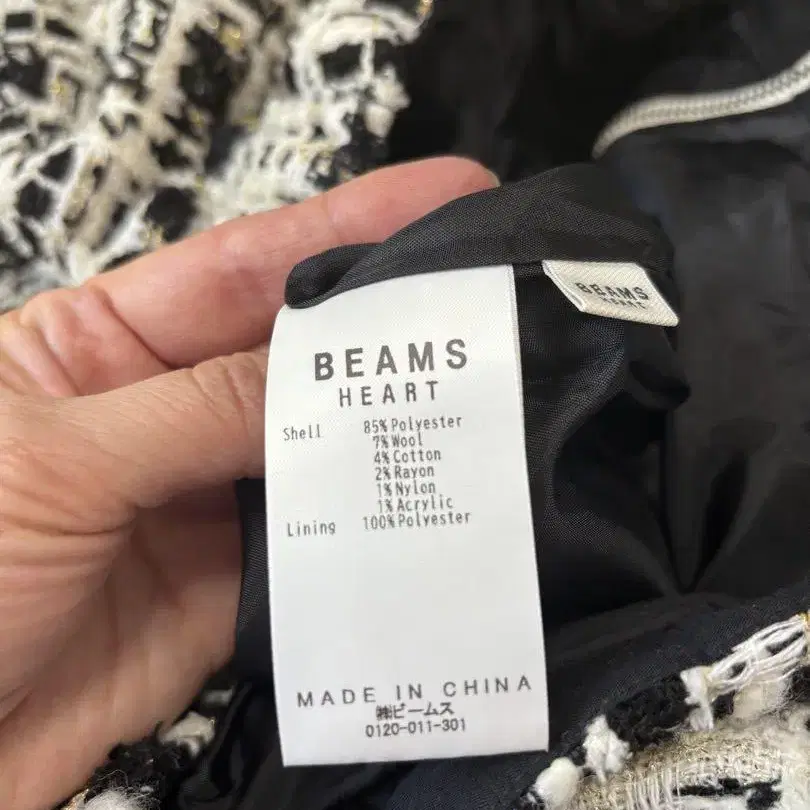 BEAMS
HEART
BEAMS
HEART
Shell 85%Polyester
7%Wool
4%Cotton
2%Rayon
1%Nylon
1%Acrylic
Lining 100%Polyester
MADE IN CHINA
㈱ビームス
0120-011-301